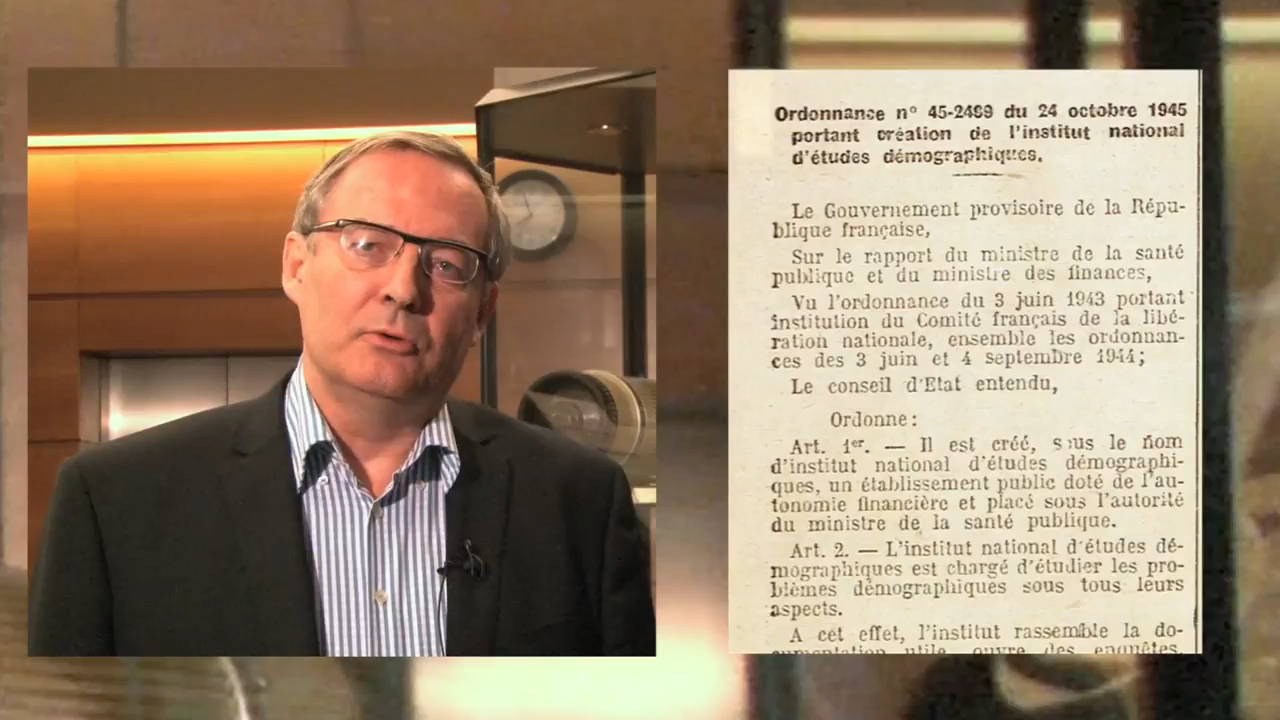 Ordonnance n° 45-2499 du 24 octobre 1945
portant création de l'institut national
d'études démographiques.
Le Gouvernement provisoire de la Répu-
blique française,
Sur le rapport du ministre de la santé
publique et du ministre des finances,
Vu l'ordonnance du 3 juin 1943 portant
institution du Comité français de la libé-
ration nationale, ensemble les ordonnan-
ces des 3 juin et 4 septembre 1944;
Le conseil d'Etat entendu,
Ordonne:
Art. 1er. — Il est créé, sous le nom
d'institut national d'études démographi-
ques, un établissement public doté de l'au-
tonomie financière et placé sous l'autorité
du ministre de la santé publique.
Art. 2. — L'institut national d'études dé-
mographiques est chargé d'étudier les pro-
blèmes démographiques sous tous leurs
aspects.
A cet effet, l'institut rassemble la do-
cumentation utile, ouvre des enquêtes,